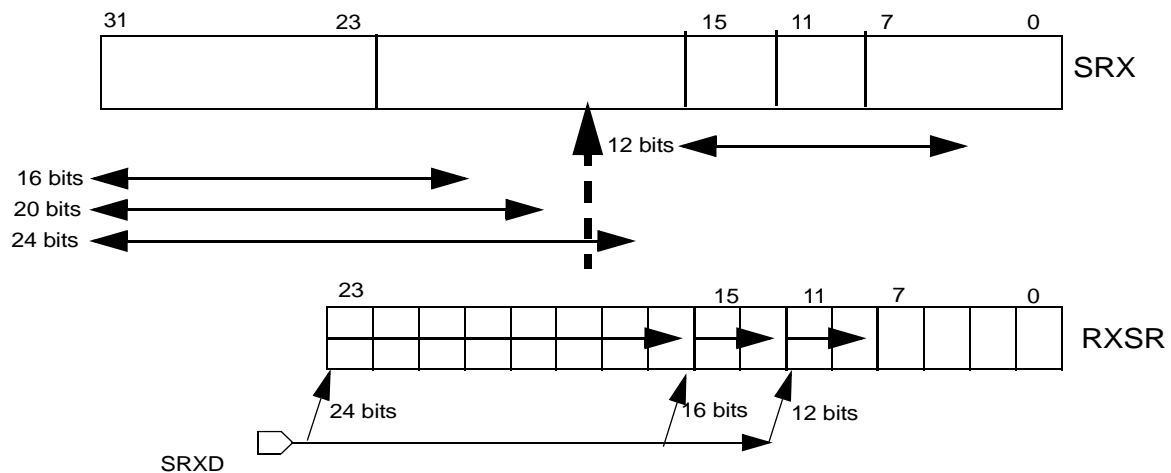 31 23 15 11 7 0
SRX
12 bits
16 bits
20 bits
24 bits
23 15 11 7 0
RXSR
24 bits 16 bits 12 bits
SRXD